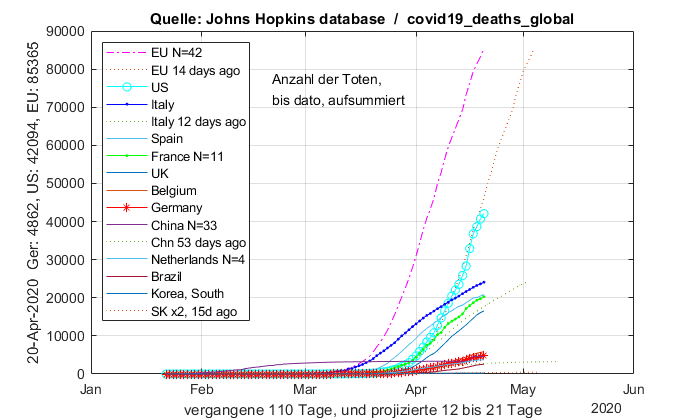 Quelle: Johns Hopkins database / covid19_deaths_global
90000
80000
70000
60000
50000
40000
30000
20000
10000
0
20-Apr-2020 Ger: 4862, US: 42094, EU: 85365
EU N=42
EU 14 days ago
US
Italy
Italy 12 days ago
Spain
France N=11
UK
Belgium
Germany
China N=33
Chn 53 days ago
Netherlands N=4
Brazil
Korea, South
SK x2, 15d ago
Anzahl der Toten,
bis dato, aufsummiert
Jan Feb Mar Apr May Jun
2020
vergangene 110 Tage, und projizierte 12 bis 21 Tage